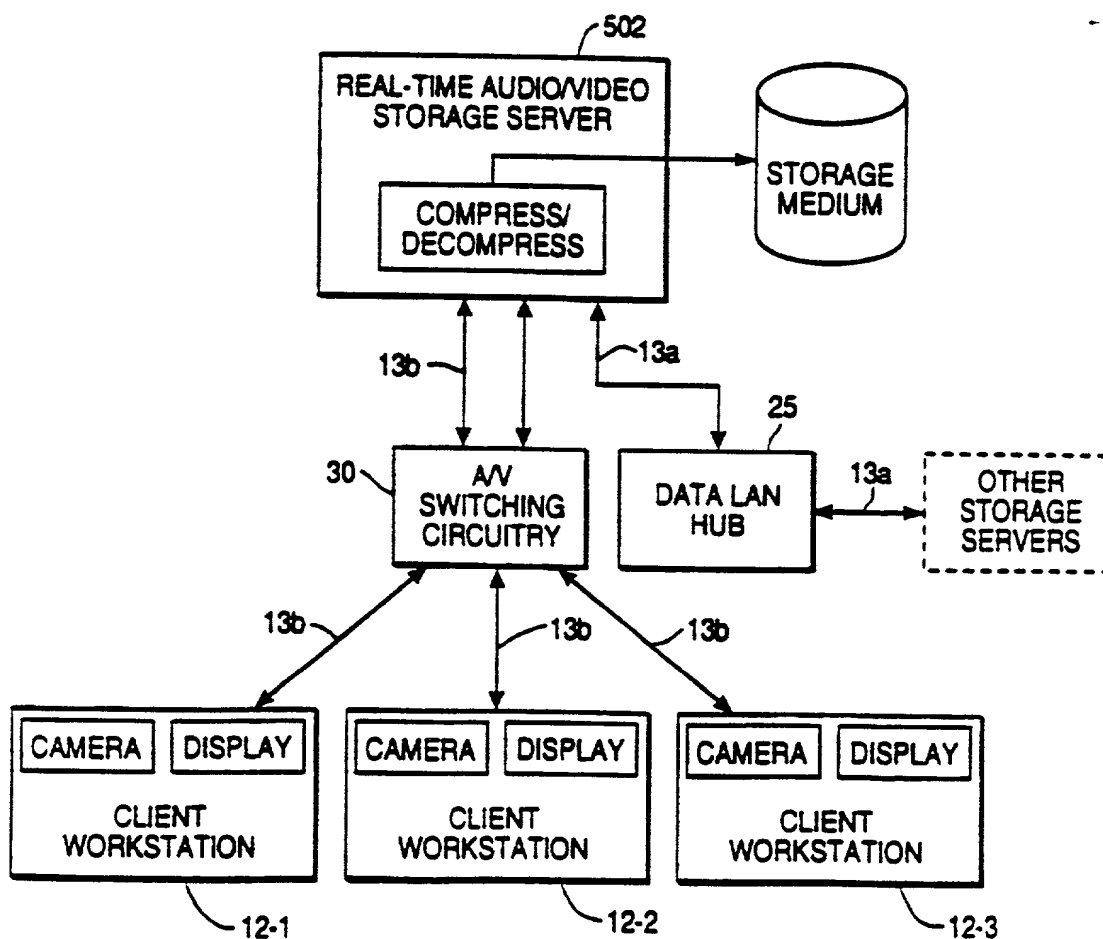 502
REAL-TIME AUDIO/VIDEO
STORAGE SERVER
COMPRESS/
DECOMPRESS
STORAGE
MEDIUM
13b
13a
25
30
A/V
SWITCHING
CIRCUITRY
DATA LAN
HUB
13a
OTHER
STORAGE
SERVERS
13b
13b
13b
CAMERA
DISPLAY
CLIENT
WORKSTATION
12-1
CAMERA
DISPLAY
CLIENT
WORKSTATION
12-2
CAMERA
DISPLAY
CLIENT
WORKSTATION
12-3